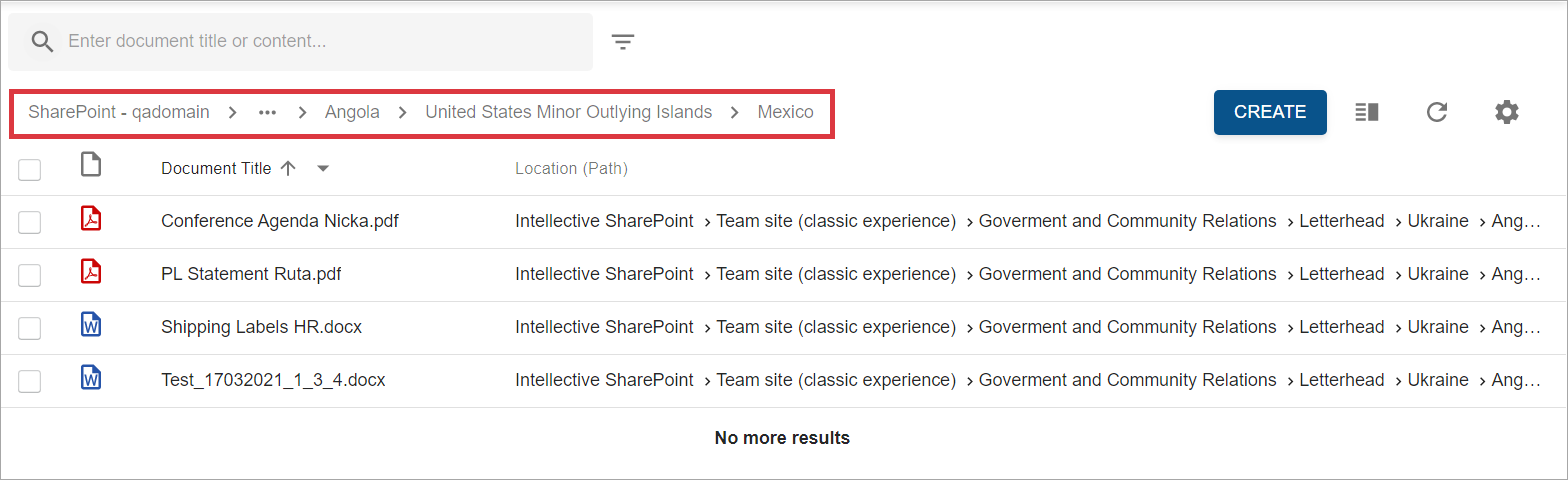 Enter document title or content...
SharePoint - qadomain > ••• > Angola > United States Minor Outlying Islands > Mexico CREATE
Document Title Location (Path)
Conference Agenda Nicka.pdf Intellective SharePoint > Team site (classic experience) > Goverment and Community Relations > Letterhead > Ukraine > Ang...
PL Statement Ruta.pdf Intellective SharePoint > Team site (classic experience) > Goverment and Community Relations > Letterhead > Ukraine > Ang...
Shipping Labels HR.docx Intellective SharePoint > Team site (classic experience) > Goverment and Community Relations > Letterhead > Ukraine > Ang...
Test_17032021_1_3_4.docx Intellective SharePoint > Team site (classic experience) > Goverment and Community Relations > Letterhead > Ukraine > Ang...
No more results